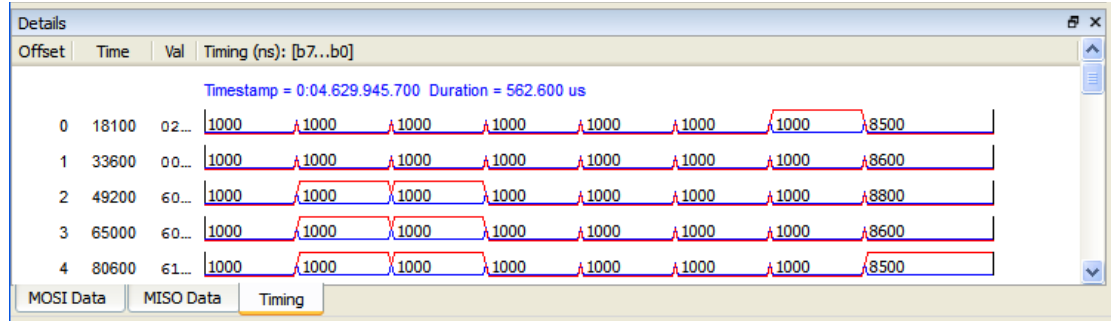 Details
Offset Time Val Timing (ns): [b7...b0]
Timestamp = 0:04.629.945.700 Duration = 562.600 us
0 18100 02... 1000 1000 1000 1000 1000 1000 1000 8500
1 33600 00... 1000 1000 1000 1000 1000 1000 1000 8600
2 49200 60... 1000 1000 1000 1000 1000 1000 1000 8800
3 65000 60... 1000 1000 1000 1000 1000 1000 1000 8600
4 80600 61... 1000 1000 1000 1000 1000 1000 1000 8500
MOSI Data MISO Data Timing